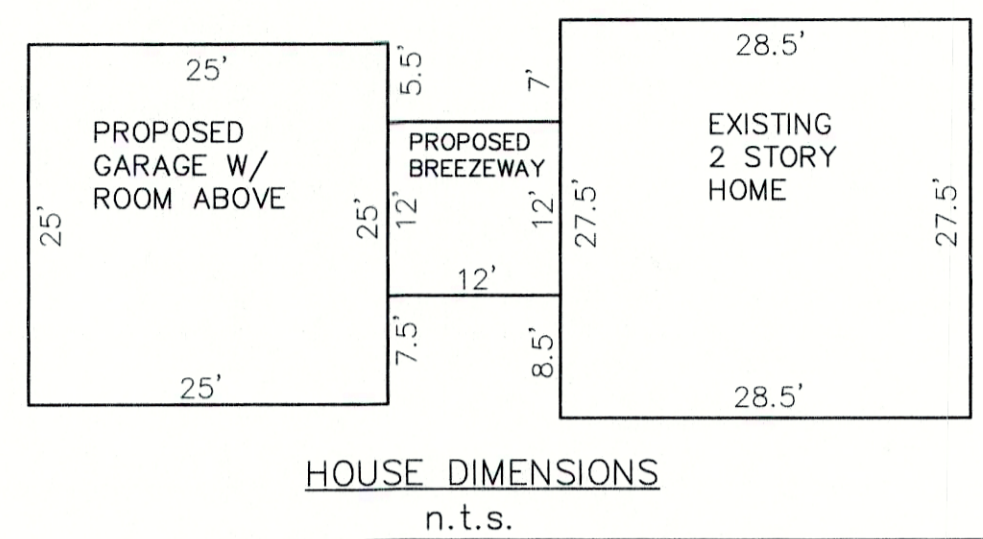 25'
PROPOSED
GARAGE W/
ROOM ABOVE
25'
25'
25'
5.5'
7'
PROPOSED
BREEZEWAY
12'
12'
12'
7.5'
8.5'
28.5'
EXISTING
2 STORY
HOME
27.5'
27.5'
28.5'
HOUSE DIMENSIONS
n.t.s.